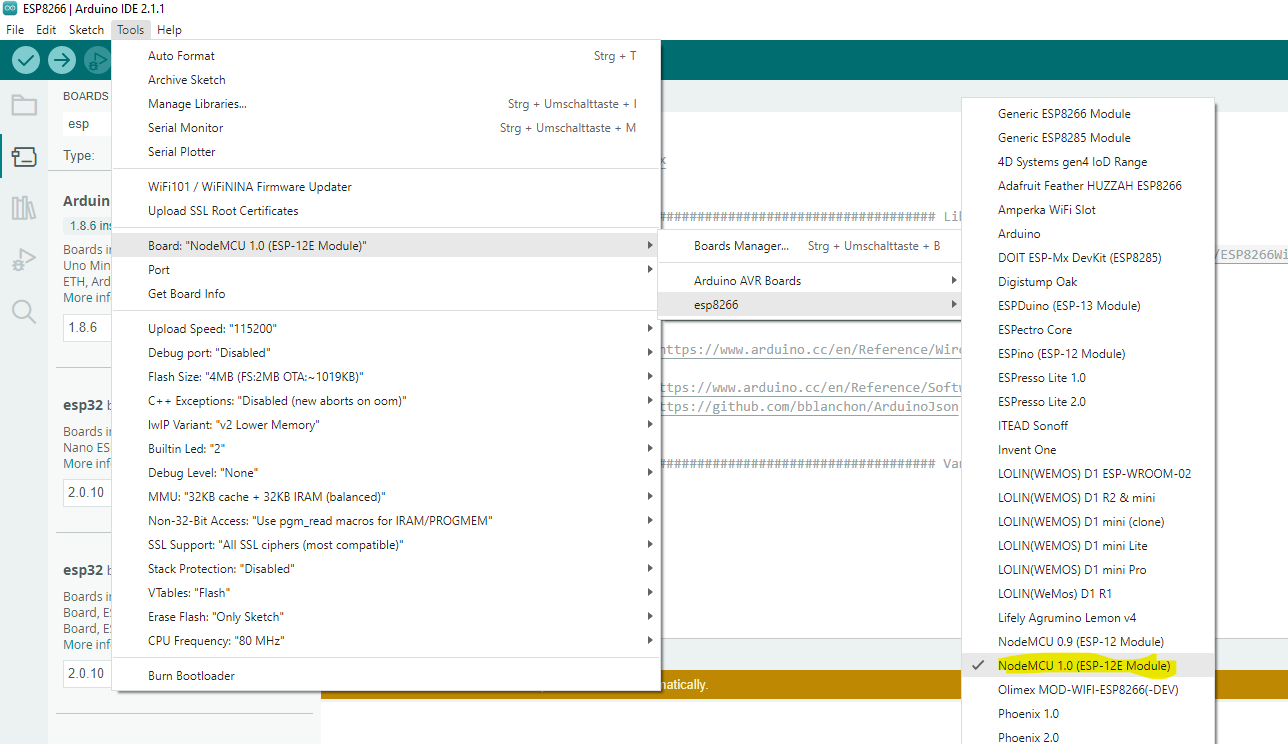 ESP8266 | Arduino IDE 2.1.1
File Edit Sketch Tools Help
BOARDS
esp
Type:
Arduin
1.8.6 ins
Boards in
Uno Min
ETH, Ard
More inf
1.8.6
esp32 b
Boards in
Nano ES
More inf
2.0.10
esp32 b
Boards in
Board, ES
Board, ES
More inf
2.0.10
Auto Format Strg + T
Archive Sketch
Manage Libraries... Strg + Umschalttaste + I
Serial Monitor Strg + Umschalttaste + M
Serial Plotter
WiFi101 / WiFiNINA Firmware Updater
Upload SSL Root Certificates
Board: "NodeMCU 1.0 (ESP-12E Module)"
Port
Get Board Info
Upload Speed: "115200"
Debug port: "Disabled"
Flash Size: "4MB (FS:2MB OTA:~1019KB)"
C++ Exceptions: "Disabled (new aborts on oom)"
lwIP Variant: "v2 Lower Memory"
Builtin Led: "2"
Debug Level: "None"
MMU: "32KB cache + 32KB IRAM (balanced)"
Non-32-Bit Access: "Use pgm_read macros for IRAM/PROGMEM"
SSL Support: "All SSL ciphers (most compatible)"
Stack Protection: "Disabled"
VTables: "Flash"
Erase Flash: "Only Sketch"
CPU Frequency: "80 MHz"
Burn Bootloader
x
################################### Lib
/ESP8266Wi
Boards Manager... Strg + Umschalttaste + B
Arduino AVR Boards
esp8266
https://www.arduino.cc/en/Reference/Wire
ttps://www.arduino.cc/en/Reference/Softw
ttps://github.com/bblanchon/ArduinoJson
################################### Var
matically.
Generic ESP8266 Module
Generic ESP8285 Module
4D Systems gen4 IoD Range
Adafruit Feather HUZZAH ESP8266
Amperka WiFi Slot
Arduino
DOIT ESP-Mx DevKit (ESP8285)
Digistump Oak
ESPDuino (ESP-13 Module)
ESPectro Core
ESPino (ESP-12 Module)
ESPresso Lite 1.0
ESPresso Lite 2.0
ITEAD Sonoff
Invent One
LOLIN(WEMOS) D1 ESP-WROOM-02
LOLIN(WEMOS) D1 R2 & mini
LOLIN(WEMOS) D1 mini (clone)
LOLIN(WEMOS) D1 mini Lite
LOLIN(WEMOS) D1 mini Pro
LOLIN(WeMos) D1 R1
Lifely Agrumino Lemon v4
NodeMCU 0.9 (ESP-12 Module)
NodeMCU 1.0 (ESP-12E Module)
Olimex MOD-WIFI-ESP8266(-DEV)
Phoenix 1.0
Phoenix 2.0